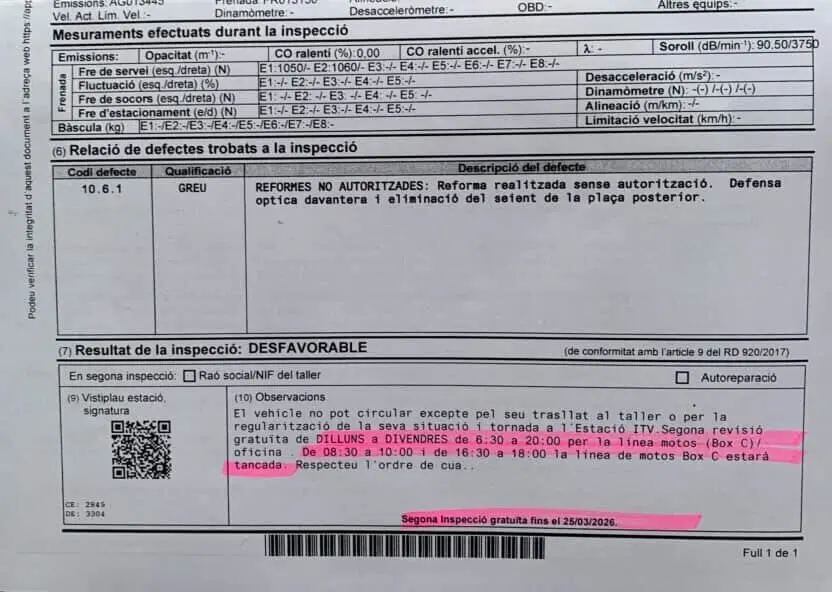 Emissions: AG013445
Vel. Act. Lim. Vel.:-
Dinamòmetre:-
Desaccelerómetre:-
OBD:-
Altres equips:-
Mesuraments efectuats durant la inspecció
Emissions: Opacitat (m⁻¹):- CO ralentí (%):0,00 CO ralentí accel. (%):- λ: - Soroll (dB/min⁻¹): 90.50/3750
Frenada
Fre de servei (esq./dreta) (N) E1:1050/- E2:1060/- E3:-/- E4:-/- E5:-/- E6:-/- E7:-/- E8:-/-
Fluctuació (esq./dreta) (%) E1:-/- E2:-/- E3:-/- E4:-/- E5:-/-
Fre de socors (esq./dreta) (N) E1:-/- E2:-/- E3:-/- E4:-/- E5: -/-
Fre d'estacionament (e/d) (N) E1:-/- E2:-/- E3:-/- E4:-/- E5:-/-
Bàscula (kg) E1:-/E2:-/E3:-/E4:-/E5:-/E6:-/E7:-/E8:-
Desacceleració (m/s²):-
Dinamòmetre (N): -(-) /-(-) /-(-)
Alineació (m/km): -/-
Limitació velocitat (km/h):-
(6) Relació de defectes trobats a la inspecció
Codi defecte Qualificació Descripció del defecte
10.6.1 GREU REFORMES NO AUTORITZADES: Reforma realitzada sense autorització. Defensa
optica davantera i eliminación del seient de la plaça posterior.
(7) Resultat de la inspecció: DESFAVORABLE (de conformitat amb l'article 9 del RD 920/2017)
En segona inspecció: Raó social/NIF del taller Autoreparació
(9) Vistiplau estació,
signatura
(10) Observacions
El vehicle no pot circular excepte pel seu trasllat al taller o per la
regularització de la seva situació i tornada a l'Estació ITV.Segona revisió
gratuita de DILLUNS a DIVENDRES de 6:30 a 20:00 per la línea motos (Box C)/
oficina . De 08:30 a 10:00 i de 16:30 a 18:00 la línea de motos Box C estará
tancada. Respecteu l'ordre de cua..
CE: 2845
DE: 3304
Segona Inspecció gratuïta fins el 25/03/2026.
Full 1 de 1
Podeu verificar la integritat d'aquest document a l'adreça web https://ap